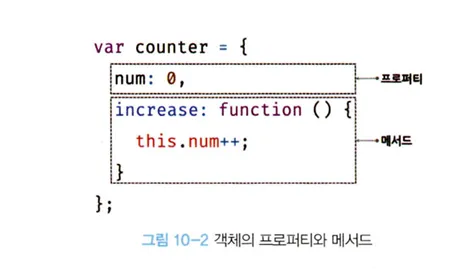 var counter = {
num: 0,
프로퍼티
increase: function () {
this.num++;
메서드
}
};
그림 10-2 객체의 프로퍼티와 메서드